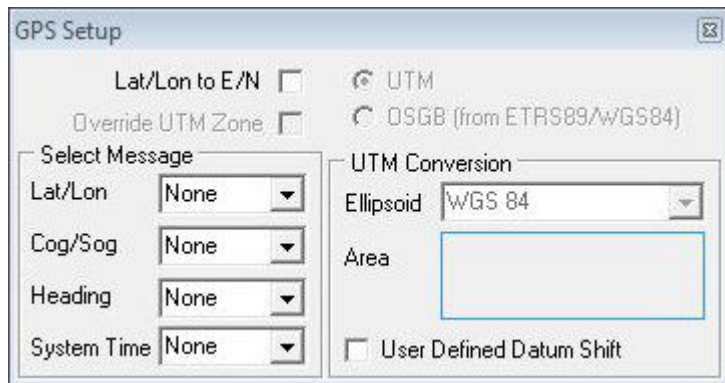 GPS Setup
Lat/Lon to E/N
UTM
Override UTM Zone
OSGB (from ETRS89/WGS84)
Select Message
Lat/Lon None
Cog/Sog None
Heading None
System Time None
UTM Conversion
Ellipsoid WGS 84
Area
User Defined Datum Shift